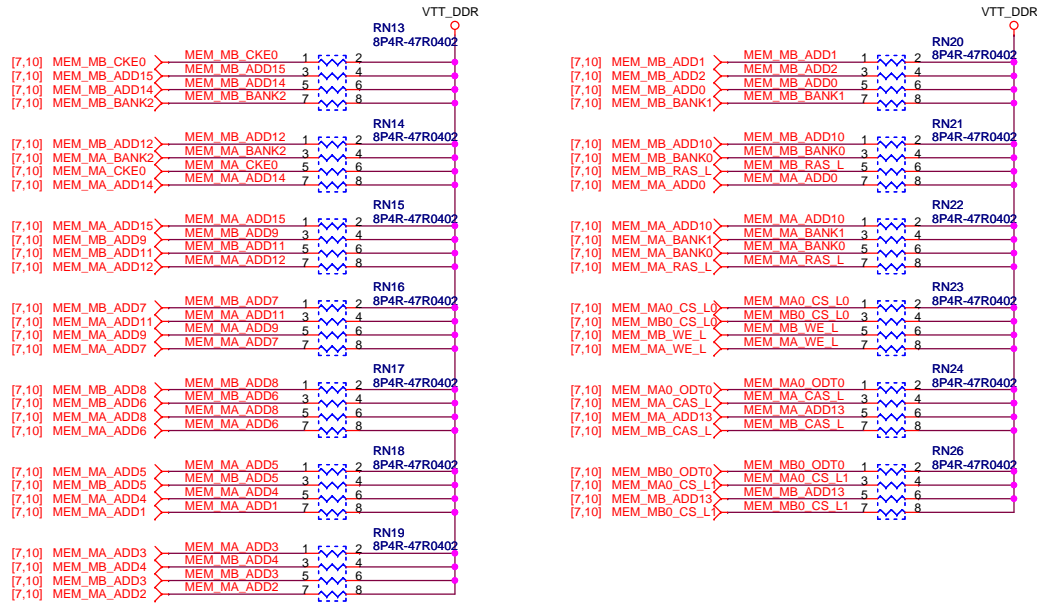 VTT_DDR
RN13
8P4R-47R0402
[7,10] MEM_MB_CKE0 MEM_MB_CKE0 1 2
[7,10] MEM_MB_ADD15 MEM_MB_ADD15 3 4
[7,10] MEM_MB_ADD14 MEM_MB_ADD14 5 6
[7,10] MEM_MB_BANK2 MEM_MB_BANK2 7 8
RN14
8P4R-47R0402
[7,10] MEM_MB_ADD12 MEM_MB_ADD12 1 2
[7,10] MEM_MA_BANK2 MEM_MA_BANK2 3 4
[7,10] MEM_MA_CKE0 MEM_MA_CKE0 5 6
[7,10] MEM_MA_ADD14 MEM_MA_ADD14 7 8
RN15
8P4R-47R0402
[7,10] MEM_MA_ADD15 MEM_MA_ADD15 1 2
[7,10] MEM_MB_ADD9 MEM_MB_ADD9 3 4
[7,10] MEM_MB_ADD11 MEM_MB_ADD11 5 6
[7,10] MEM_MA_ADD12 MEM_MA_ADD12 7 8
RN16
8P4R-47R0402
[7,10] MEM_MB_ADD7 MEM_MB_ADD7 1 2
[7,10] MEM_MA_ADD11 MEM_MA_ADD11 3 4
[7,10] MEM_MA_ADD9 MEM_MA_ADD9 5 6
[7,10] MEM_MA_ADD7 MEM_MA_ADD7 7 8
RN17
8P4R-47R0402
[7,10] MEM_MB_ADD8 MEM_MB_ADD8 1 2
[7,10] MEM_MB_ADD6 MEM_MB_ADD6 3 4
[7,10] MEM_MA_ADD8 MEM_MA_ADD8 5 6
[7,10] MEM_MA_ADD6 MEM_MA_ADD6 7 8
RN18
8P4R-47R0402
[7,10] MEM_MA_ADD5 MEM_MA_ADD5 1 2
[7,10] MEM_MB_ADD5 MEM_MB_ADD5 3 4
[7,10] MEM_MA_ADD4 MEM_MA_ADD4 5 6
[7,10] MEM_MA_ADD1 MEM_MA_ADD1 7 8
RN19
8P4R-47R0402
[7,10] MEM_MA_ADD3 MEM_MA_ADD3 1 2
[7,10] MEM_MB_ADD4 MEM_MB_ADD4 3 4
[7,10] MEM_MB_ADD3 MEM_MB_ADD3 5 6
[7,10] MEM_MA_ADD2 MEM_MA_ADD2 7 8
VTT_DDR
RN20
8P4R-47R0402
[7,10] MEM_MB_ADD1 MEM_MB_ADD1 1 2
[7,10] MEM_MB_ADD2 MEM_MB_ADD2 3 4
[7,10] MEM_MB_ADD0 MEM_MB_ADD0 5 6
[7,10] MEM_MB_BANK1 MEM_MB_BANK1 7 8
RN21
8P4R-47R0402
[7,10] MEM_MB_ADD10 MEM_MB_ADD10 1 2
[7,10] MEM_MB_BANK0 MEM_MB_BANK0 3 4
[7,10] MEM_MB_RAS_L MEM_MB_RAS_L 5 6
[7,10] MEM_MA_ADD0 MEM_MA_ADD0 7 8
RN22
8P4R-47R0402
[7,10] MEM_MA_ADD10 MEM_MA_ADD10 1 2
[7,10] MEM_MA_BANK1 MEM_MA_BANK1 3 4
[7,10] MEM_MA_BANK0 MEM_MA_BANK0 5 6
[7,10] MEM_MA_RAS_L MEM_MA_RAS_L 7 8
RN23
8P4R-47R0402
[7,10] MEM_MA0_CS_L0 MEM_MA0_CS_L0 1 2
[7,10] MEM_MB0_CS_L0 MEM_MB0_CS_L0 3 4
[7,10] MEM_MB_WE_L MEM_MB_WE_L 5 6
[7,10] MEM_MA_WE_L MEM_MA_WE_L 7 8
RN24
8P4R-47R0402
[7,10] MEM_MA0_ODT0 MEM_MA0_ODT0 1 2
[7,10] MEM_MA_CAS_L MEM_MA_CAS_L 3 4
[7,10] MEM_MA_ADD13 MEM_MA_ADD13 5 6
[7,10] MEM_MB_CAS_L MEM_MB_CAS_L 7 8
RN26
8P4R-47R0402
[7,10] MEM_MB0_ODT0 MEM_MB0_ODT0 1 2
[7,10] MEM_MA0_CS_L1 MEM_MA0_CS_L1 3 4
[7,10] MEM_MB_ADD13 MEM_MB_ADD13 5 6
[7,10] MEM_MB0_CS_L1 MEM_MB0_CS_L1 7 8